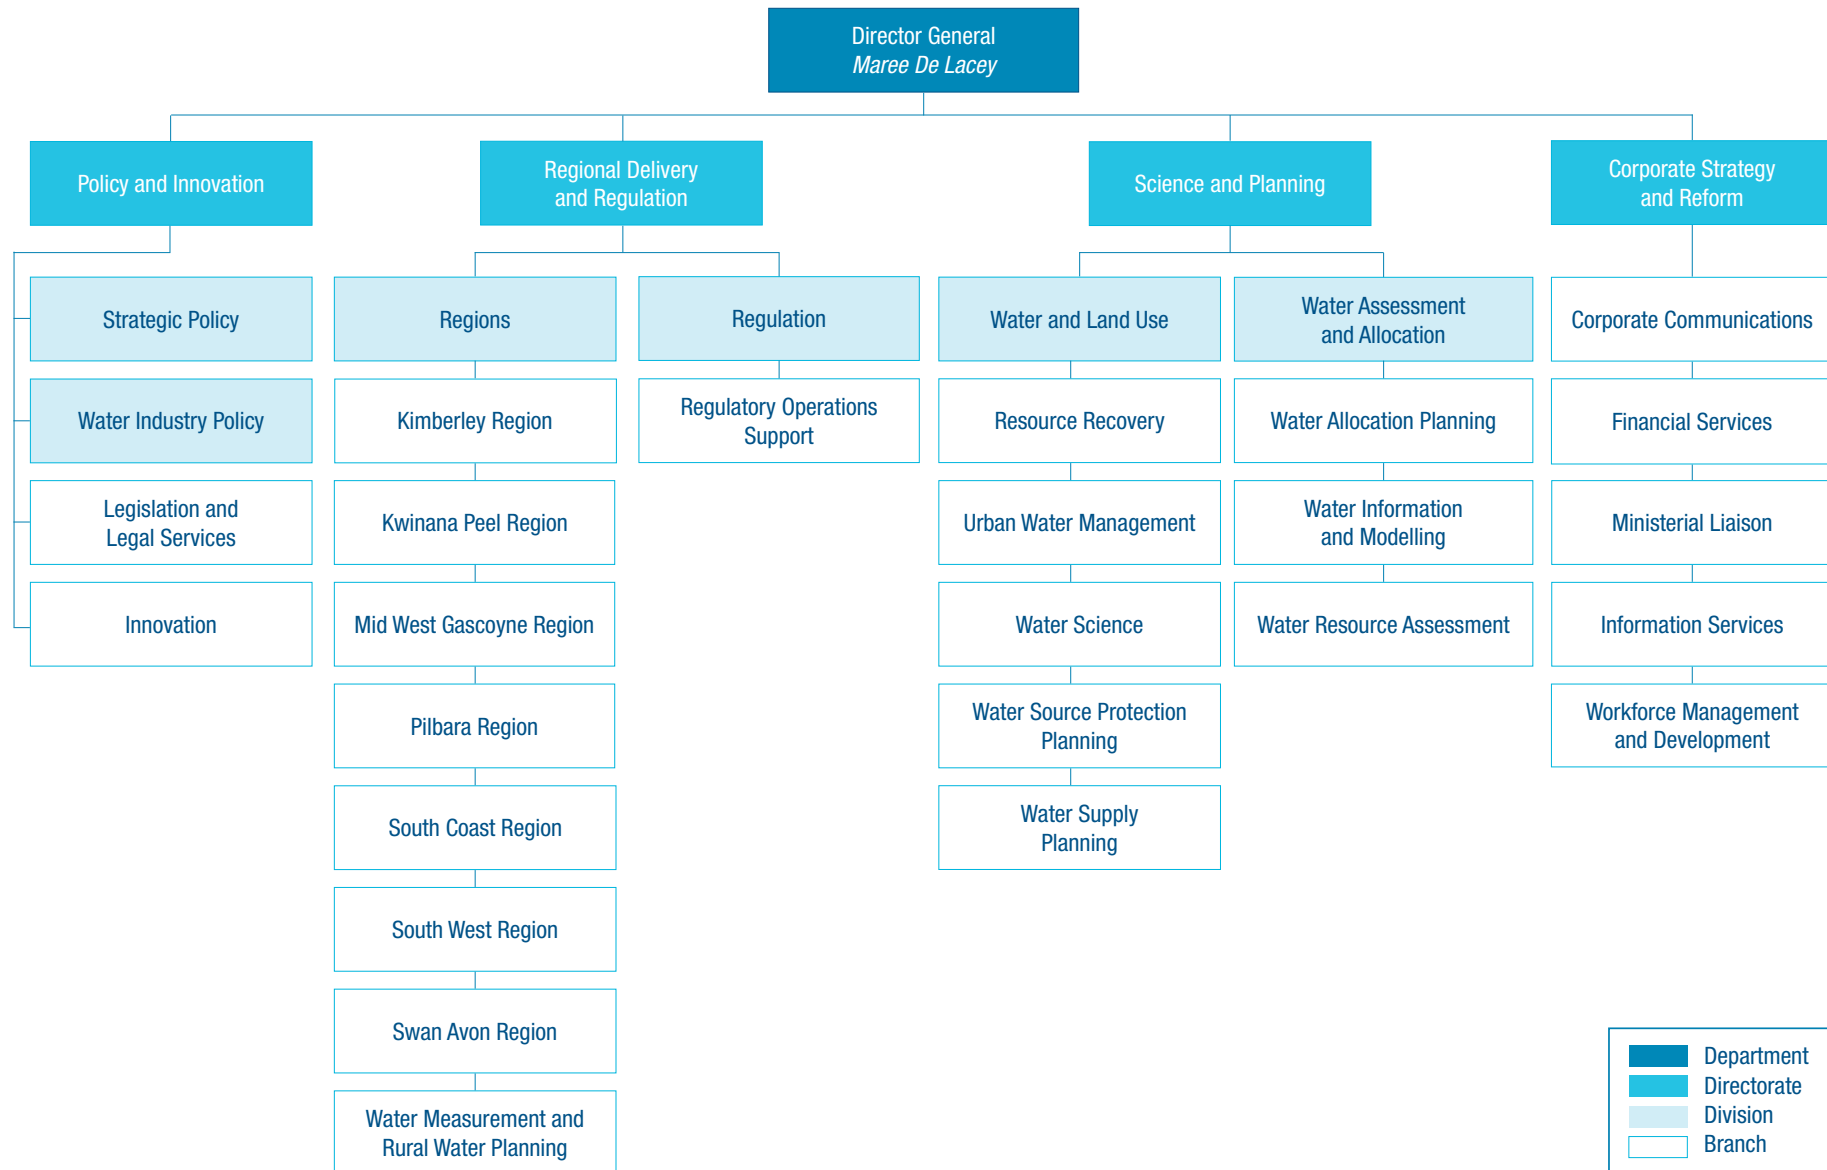 Director General
Maree De Lacey
Policy and Innovation
Regional Delivery
and Regulation
Science and Planning
Corporate Strategy
and Reform
Strategic Policy
Water Industry Policy
Legislation and
Legal Services
Innovation
Regions
Kimberley Region
Kwinana Peel Region
Mid West Gascoyne Region
Pilbara Region
South Coast Region
South West Region
Swan Avon Region
Water Measurement and
Rural Water Planning
Regulation
Regulatory Operations
Support
Water and Land Use
Resource Recovery
Urban Water Management
Water Science
Water Source Protection
Planning
Water Supply
Planning
Water Assessment
and Allocation
Water Allocation Planning
Water Information
and Modelling
Water Resource Assessment
Corporate Communications
Financial Services
Ministerial Liaison
Information Services
Workforce Management
and Development
Department
Directorate
Division
Branch